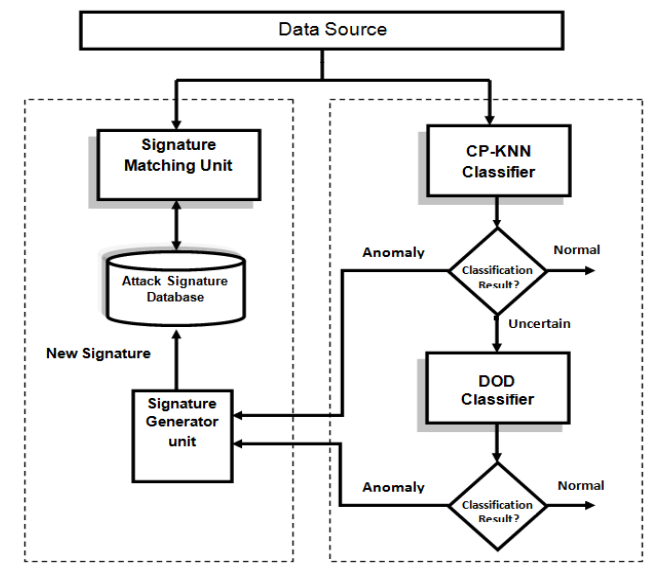 Data Source
Signature
Matching Unit
Attack Signature
Database
New Signature
Signature
Generator
unit
CP-KNN
Classifier
Anomaly
Classification
Result?
Normal
Uncertain
DOD
Classifier
Anomaly
Classification
Result?
Normal